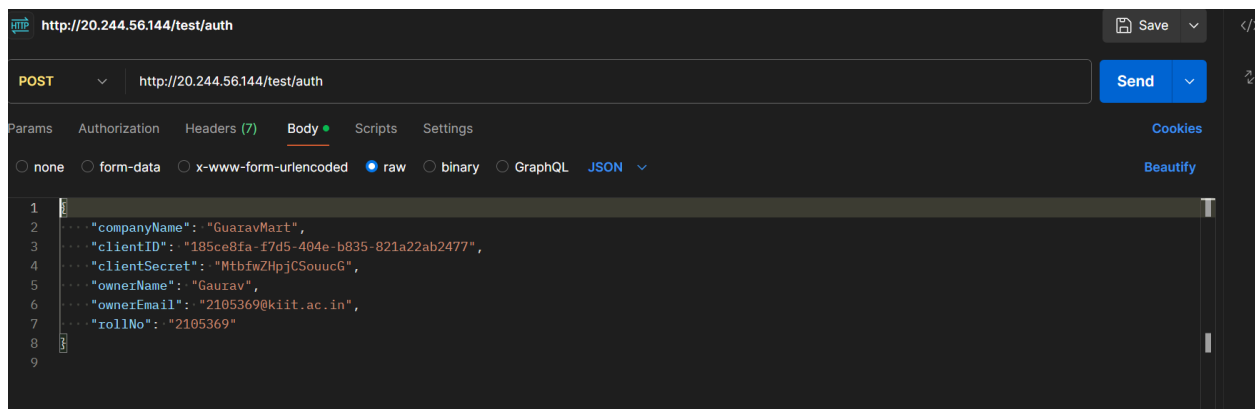 HTTP http://20.244.56.144/test/auth Save </>
POST http://20.244.56.144/test/auth Send
Params Authorization Headers (7) Body Scripts Settings Cookies
none form-data x-www-form-urlencoded raw binary GraphQL JSON Beautify
1 {
2 "companyName": "GuaravMart",
3 "clientID": "185ce8fa-f7d5-404e-b835-821a22ab2477",
4 "clientSecret": "MtbfwZHpjCSouucG",
5 "ownerName": "Gaurav",
6 "ownerEmail": "2105369@kiit.ac.in",
7 "rollNo": "2105369"
8 }
9